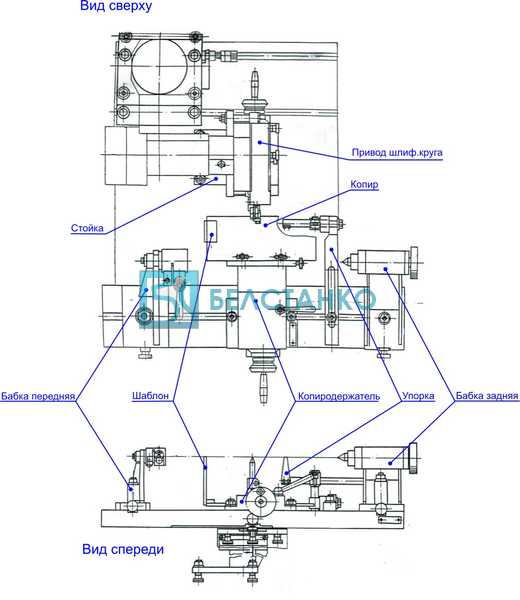 Вид сверху
Привод шлиф.круга
Копир
Стойка
БЕЛСТАНКО
Бабка передняя
Шаблон
Копиродержатель
Упорка
Бабка задняя
Вид спереди